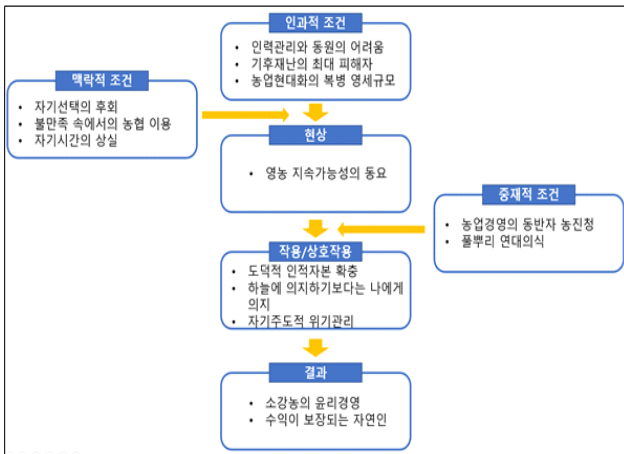 인과적 조건
• 인력관리와 동원의 어려움
• 기후재난의 최대 피해자
• 농업현대화의 복병 영세규모
맥락적 조건
• 자기선택의 후회
• 불만족 속에서의 농협 이용
• 자기시간의 상실
현상
• 영농 지속가능성의 동요
중재적 조건
• 농업경영의 동반자 농진청
• 풀뿌리 연대의식
작용/상호작용
• 도덕적 인적자본 확충
• 하늘에 의지하기보다는 나에게
의지
• 자기주도적 위기관리
결과
• 소강농의 윤리경영
• 수익이 보장되는 자연인